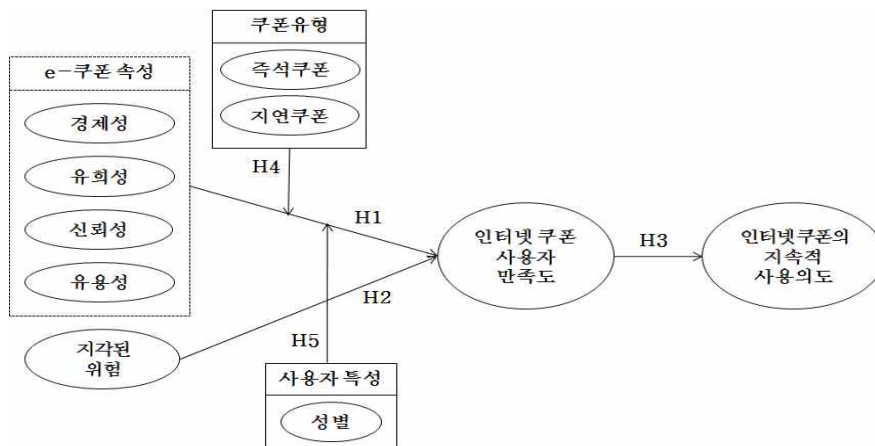 쿠폰유형
즉석쿠폰
지연쿠폰
e-쿠폰 속성
경제성
유희성
신뢰성
유용성
지각된
위험
H4
H1
H2
H5
사용자 특성
성별
인터넷 쿠폰
사용자
만족도
H3
인터넷쿠폰의
지속적
사용의도